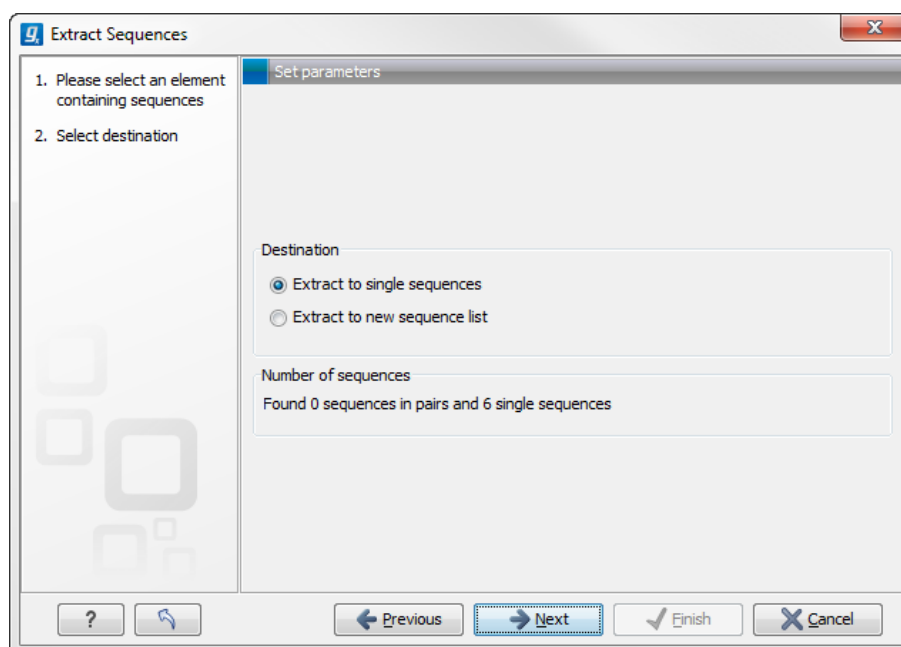 Extract Sequences
x
1. Please select an element
containing sequences
2. Select destination
Set parameters
Destination
Extract to single sequences
Extract to new sequence list
Number of sequences
Found 0 sequences in pairs and 6 single sequences
?
Previous
Next
Finish
Cancel